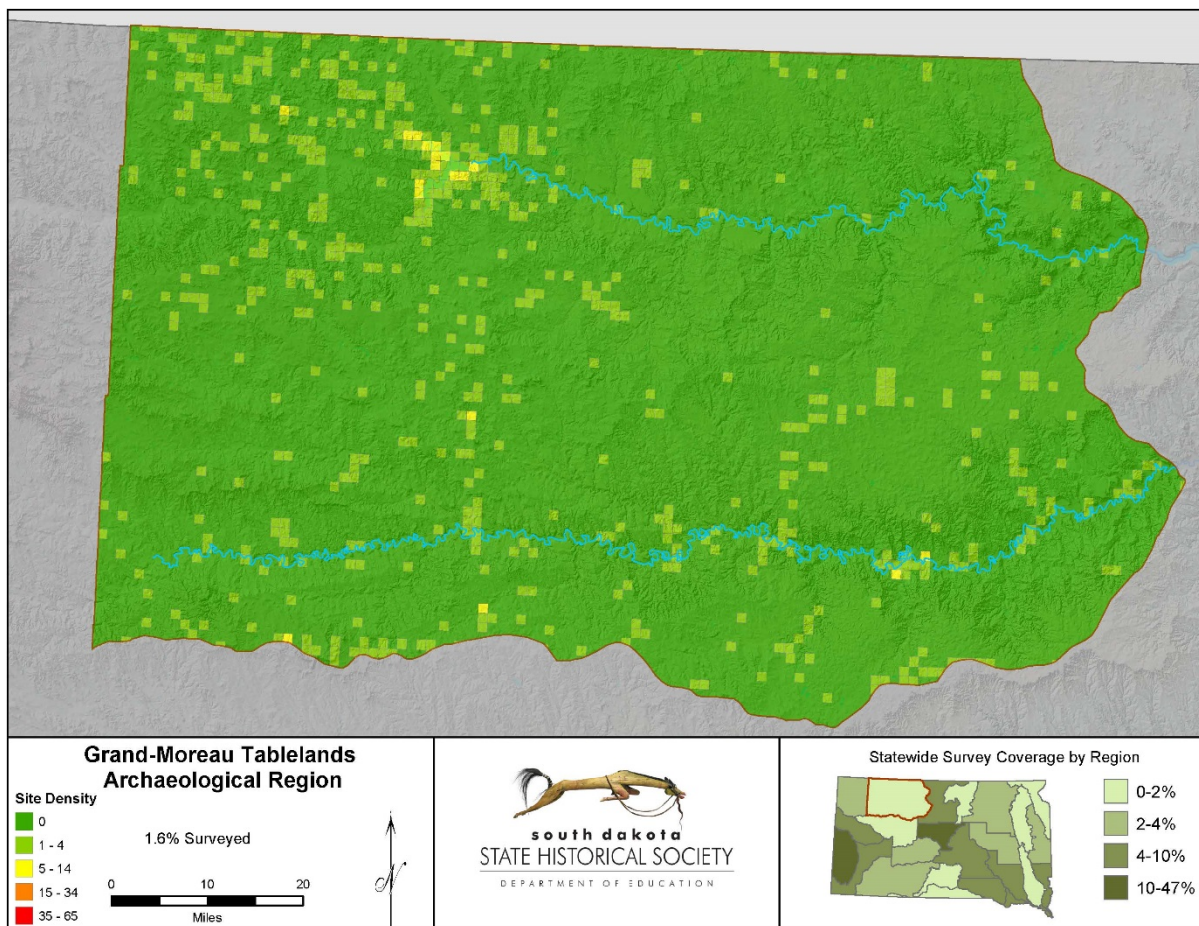 Grand-Moreau Tablelands
Archaeological Region
Site Density
0
1 - 4
5 - 14
15 - 34
35 - 65
1.6% Surveyed
0 10 20
Miles
N
south dakota
STATE HISTORICAL SOCIETY
DEPARTMENT OF EDUCATION
Statewide Survey Coverage by Region
0-2%
2-4%
4-10%
10-47%